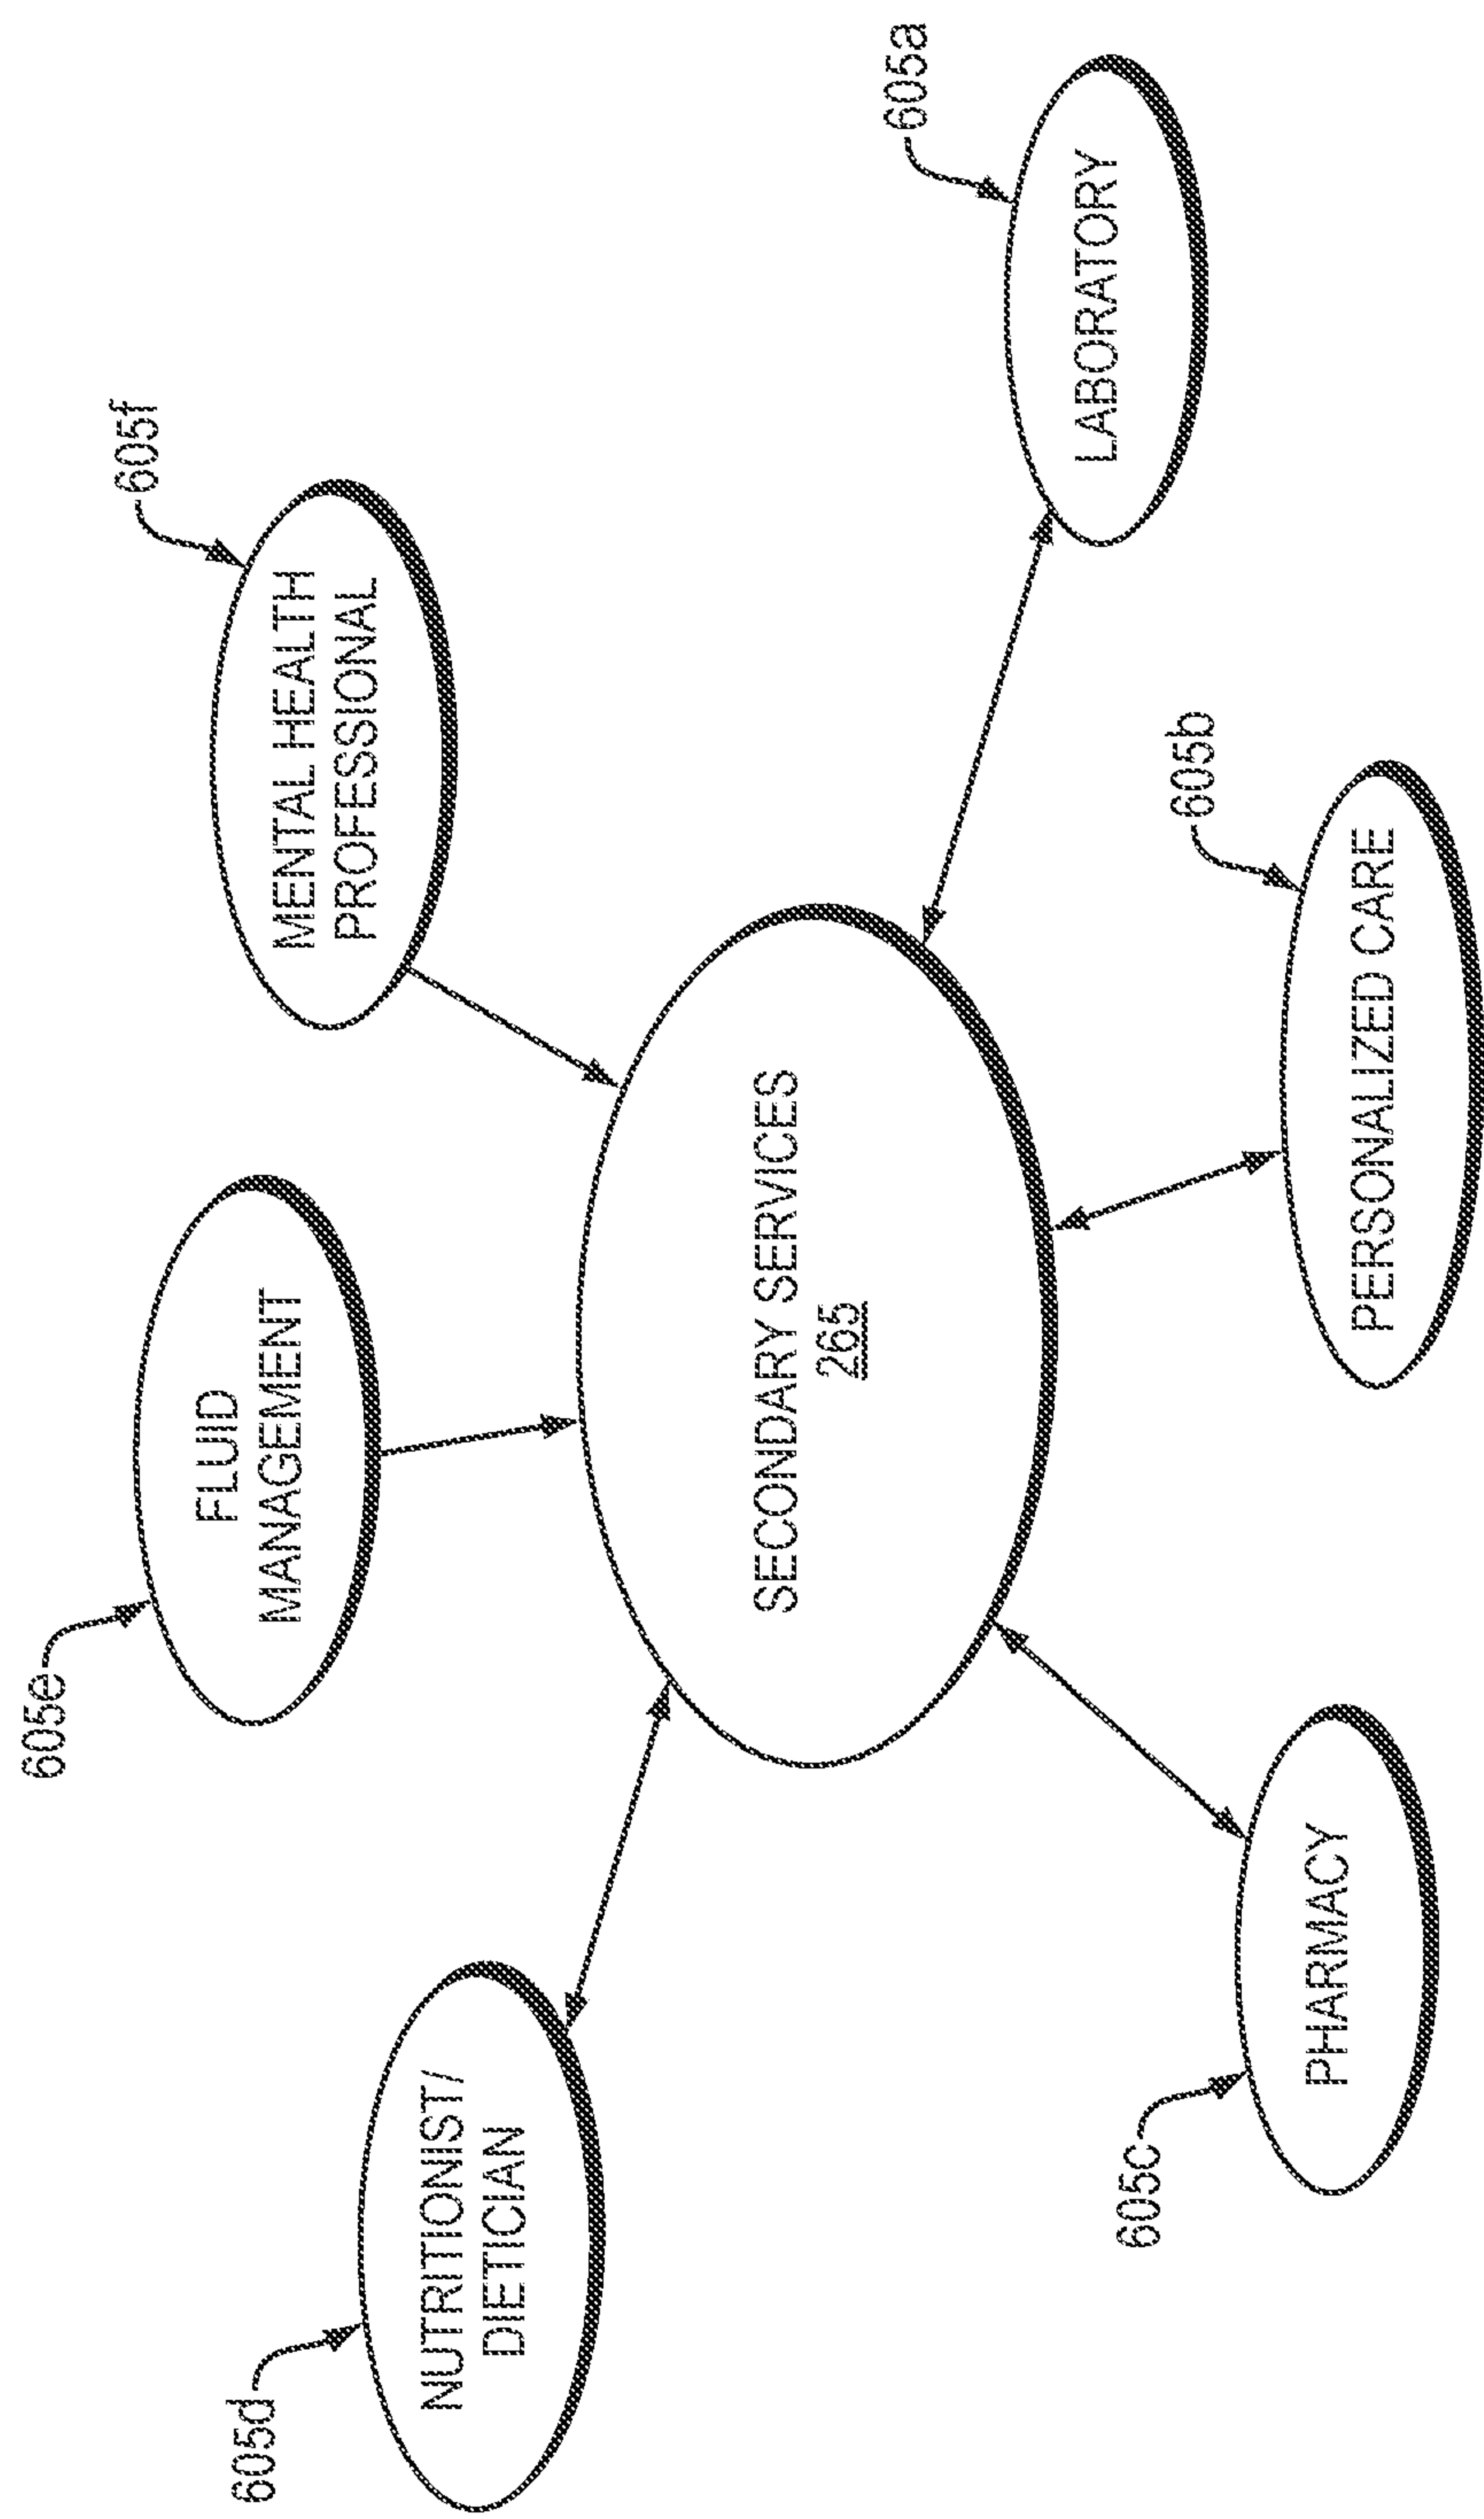 605e
FLUID
MANAGEMENT
605f
MENTAL HEALTH
PROFESSIONAL
605d
NUTRITIONIST/
DIETICIAN
SECONDARY SERVICES
265
605a
LABORATORY
605c
PHARMACY
605b
PERSONALIZED CARE